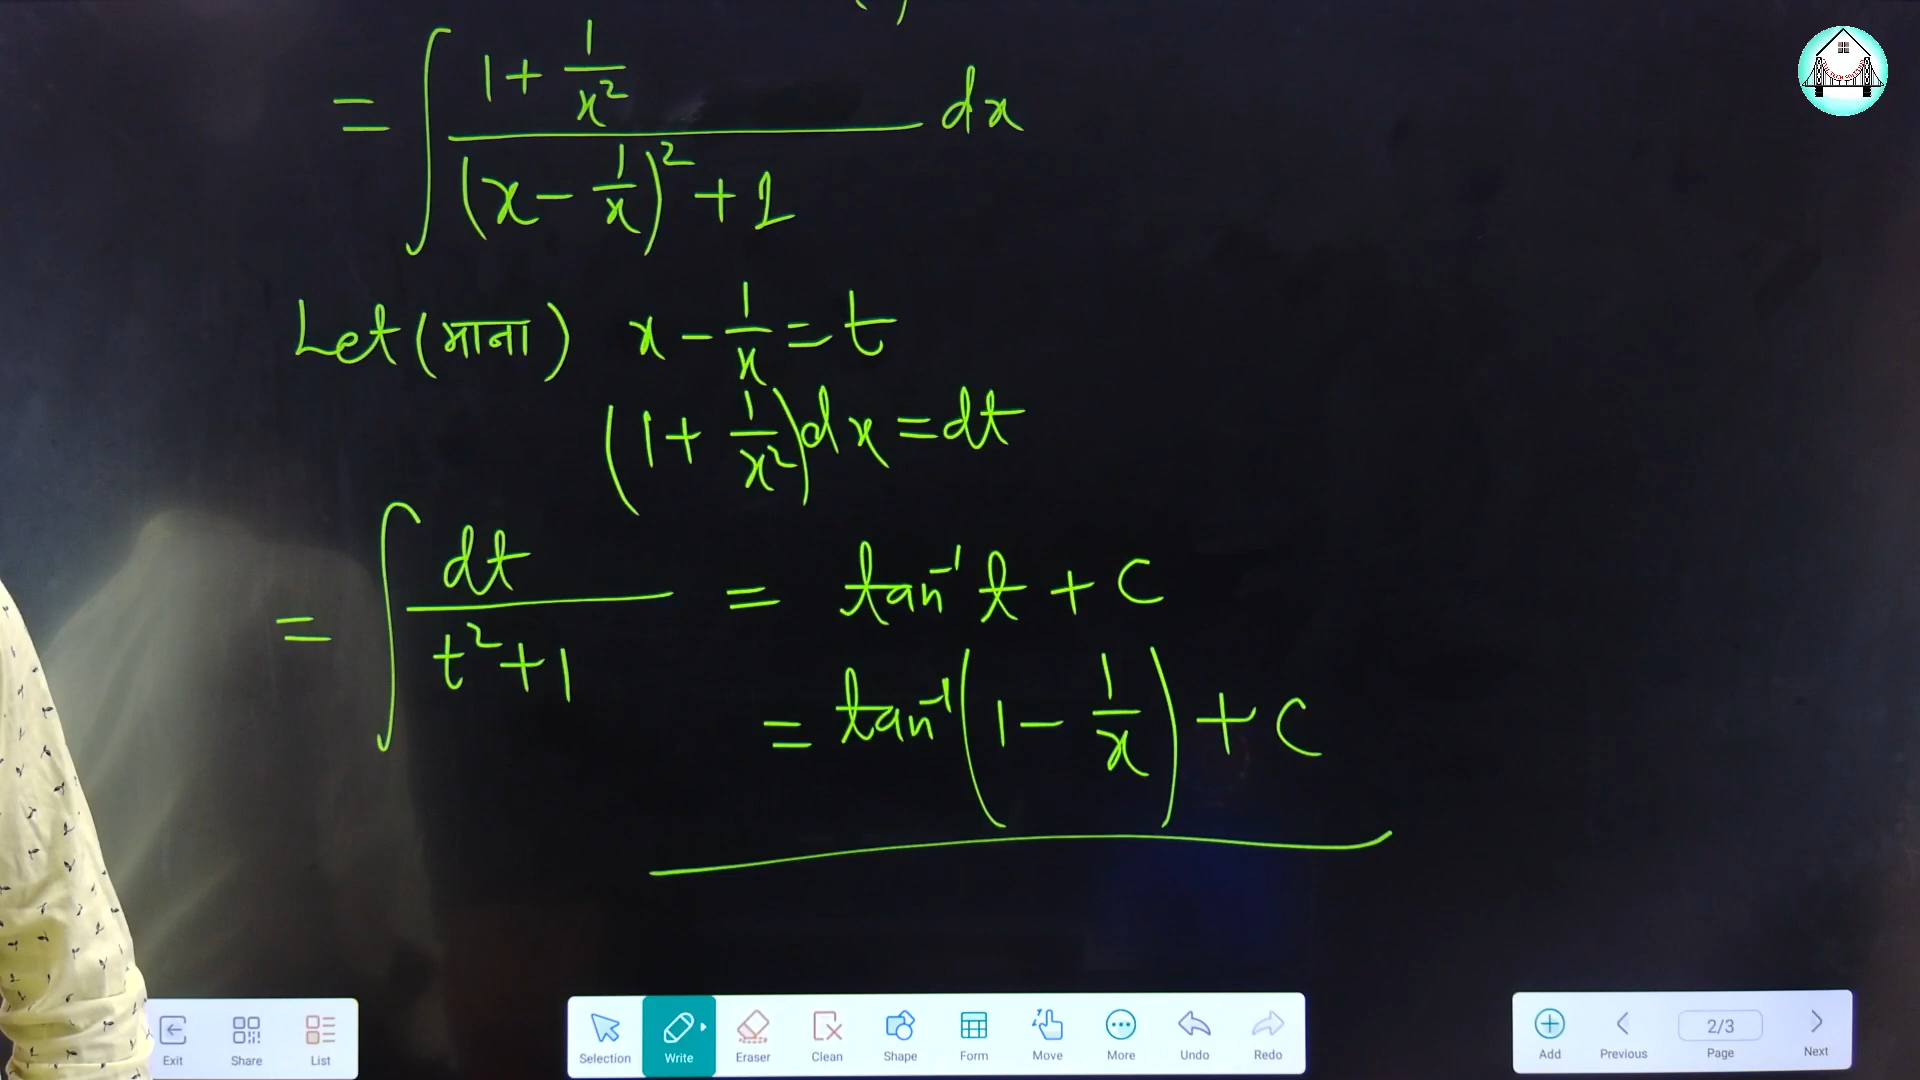 = ∫ (1 + 1/x²) / ((x - 1/x)² + 1) dx
Let (माना) x - 1/x = t
(1 + 1/x²) dx = dt
= ∫ dt / (t² + 1) = tan⁻¹ t + C
= tan⁻¹(1 - 1/x) + C
Exit Share List Selection Write Eraser Clean Shape Form Move More Undo Redo Add Previous 2/3 Page Next